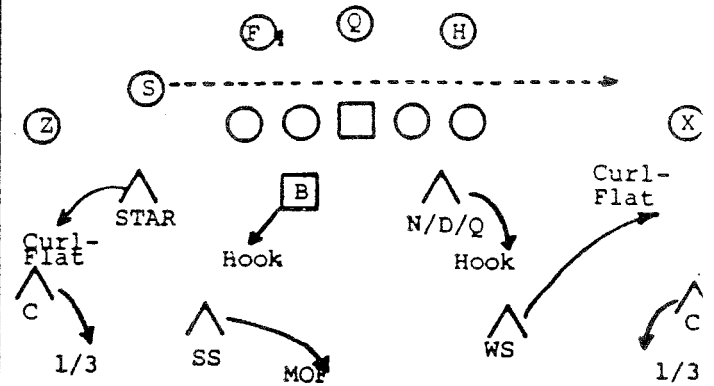 F Q H
S
Z X
B
STAR N/D/Q
Curl-
Flat
Curl-
Flat
Hook Hook
C C
SS WS
1/3 MOF 1/3